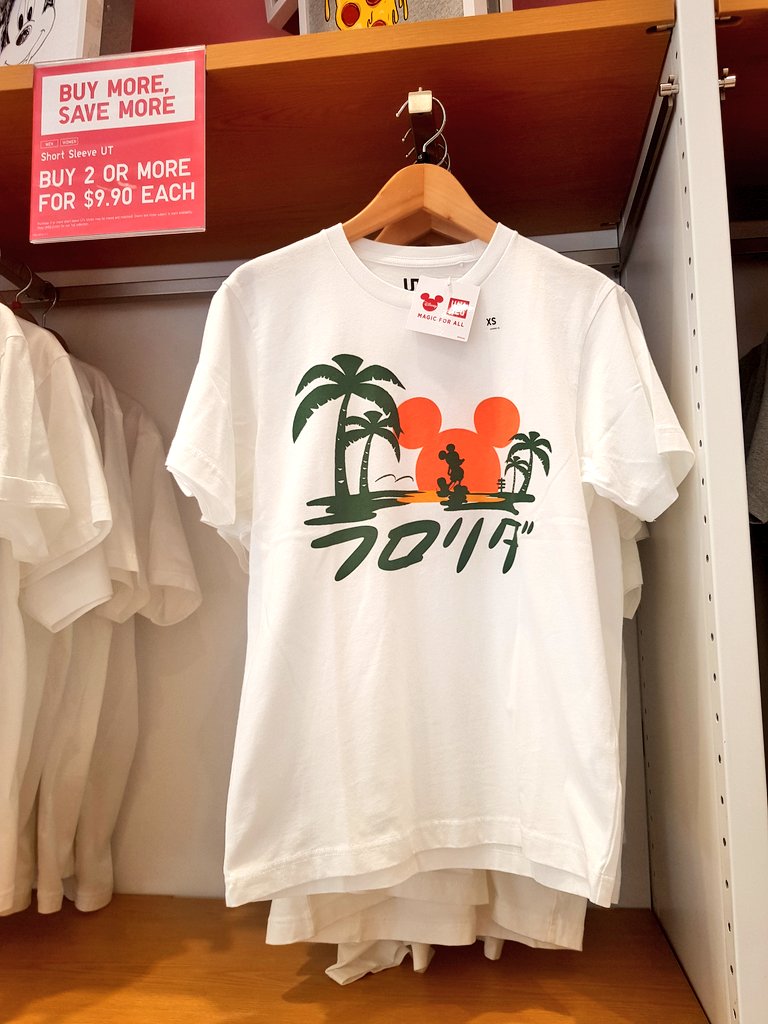 BUY MORE,
SAVE MORE
MEN WOMEN
Short Sleeve UT
BUY 2 OR MORE
FOR $9.90 EACH
MAGIC FOR ALL
XS
フロリダ